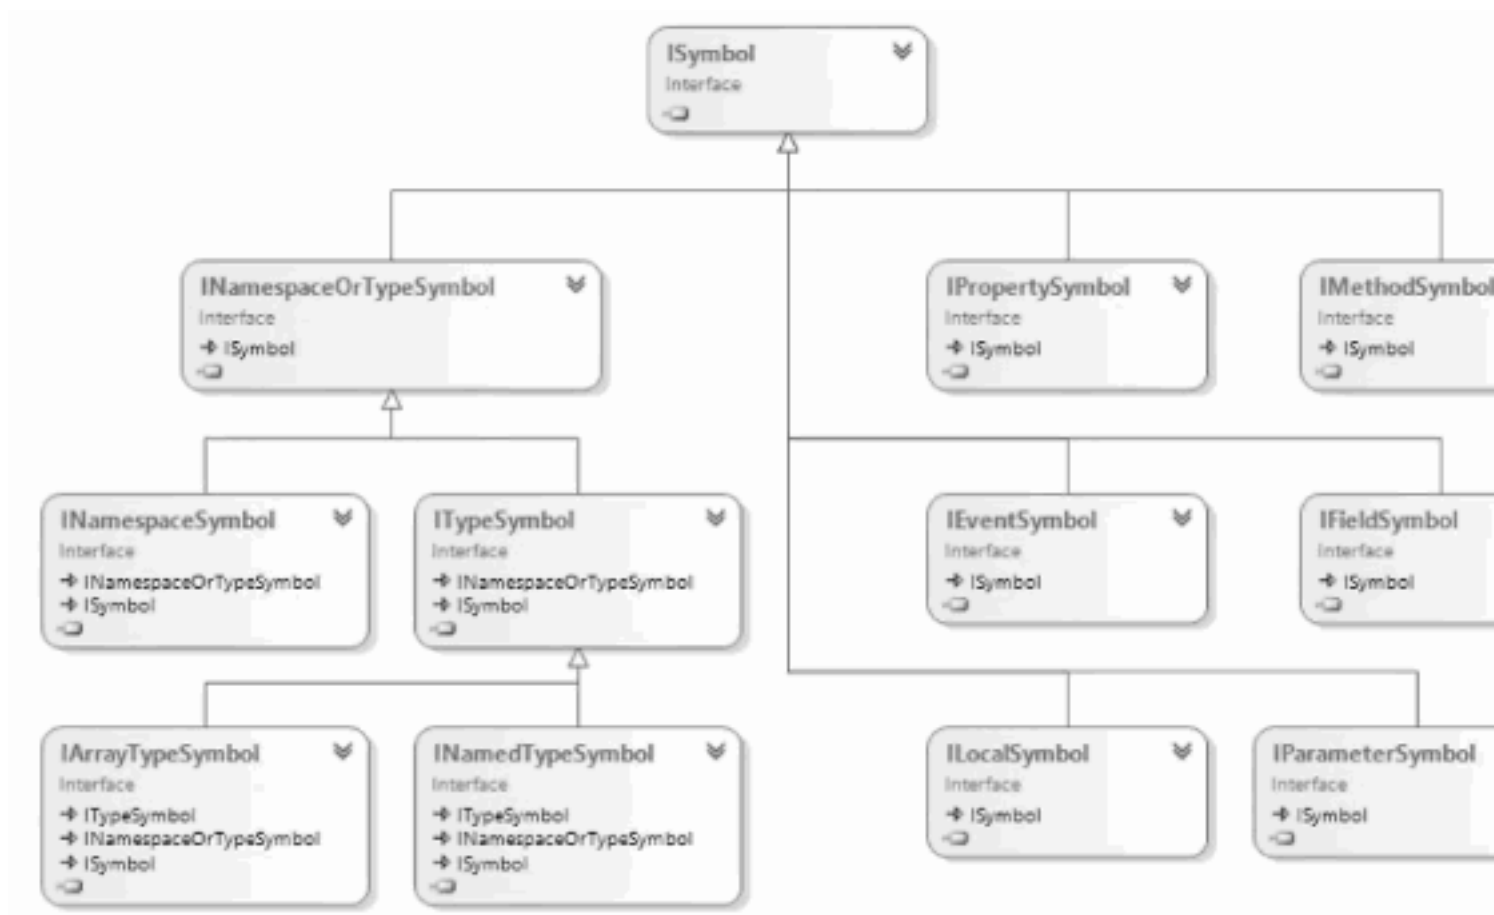 ISymbol
Interface
INamespaceOrTypeSymbol
Interface
ISymbol
IPropertySymbol
Interface
ISymbol
IMethodSymbol
Interface
ISymbol
INamespaceSymbol
Interface
INamespaceOrTypeSymbol
ISymbol
ITypeSymbol
Interface
INamespaceOrTypeSymbol
ISymbol
IEventSymbol
Interface
ISymbol
IFieldSymbol
Interface
ISymbol
IArrayTypeSymbol
Interface
ITypeSymbol
INamespaceOrTypeSymbol
ISymbol
INamedTypeSymbol
Interface
ITypeSymbol
INamespaceOrTypeSymbol
ISymbol
ILocalSymbol
Interface
ISymbol
IParameterSymbol
Interface
ISymbol